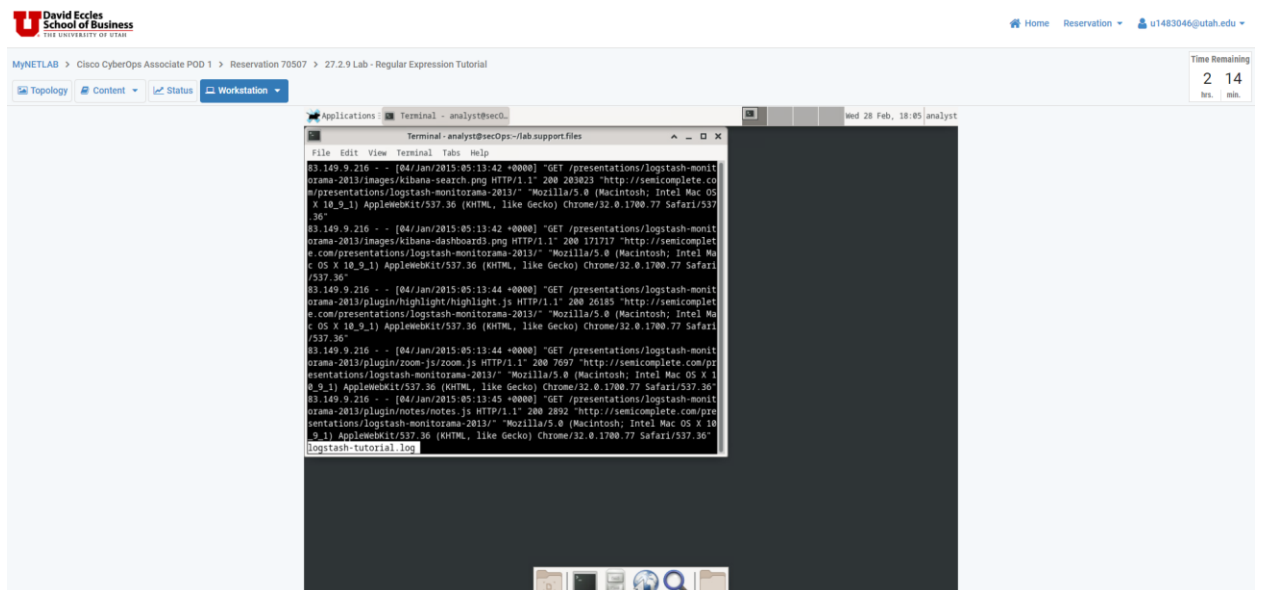 David Eccles
School of Business
THE UNIVERSITY OF UTAH
Home Reservation u1483046@utah.edu
MyNETLAB > Cisco CyberOps Associate POD 1 > Reservation 70507 > 27.2.9 Lab - Regular Expression Tutorial
Time Remaining
2 14
hrs. min.
Topology Content Status Workstation
Applications Terminal - analyst@secO… Wed 28 Feb, 18:05 analyst
Terminal - analyst@secOps:~/lab.support.files
File Edit View Terminal Tabs Help
83.149.9.216 - - [04/Jan/2015:05:13:42 +0000] "GET /presentations/logstash-monit
orama-2013/images/kibana-search.png HTTP/1.1" 200 203023 "http://semicomplete.co
m/presentations/logstash-monitorama-2013/" "Mozilla/5.0 (Macintosh; Intel Mac OS
X 10_9_1) AppleWebKit/537.36 (KHTML, like Gecko) Chrome/32.0.1700.77 Safari/537
.36"
83.149.9.216 - - [04/Jan/2015:05:13:42 +0000] "GET /presentations/logstash-monit
orama-2013/images/kibana-dashboard3.png HTTP/1.1" 200 171717 "http://semicomplet
e.com/presentations/logstash-monitorama-2013/" "Mozilla/5.0 (Macintosh; Intel Ma
c OS X 10_9_1) AppleWebKit/537.36 (KHTML, like Gecko) Chrome/32.0.1700.77 Safari
/537.36"
83.149.9.216 - - [04/Jan/2015:05:13:44 +0000] "GET /presentations/logstash-monit
orama-2013/plugin/highlight/highlight.js HTTP/1.1" 200 26185 "http://semicomplet
e.com/presentations/logstash-monitorama-2013/" "Mozilla/5.0 (Macintosh; Intel Ma
c OS X 10_9_1) AppleWebKit/537.36 (KHTML, like Gecko) Chrome/32.0.1700.77 Safari
/537.36"
83.149.9.216 - - [04/Jan/2015:05:13:44 +0000] "GET /presentations/logstash-monit
orama-2013/plugin/zoom-js/zoom.js HTTP/1.1" 200 7697 "http://semicomplete.com/pr
esentations/logstash-monitorama-2013/" "Mozilla/5.0 (Macintosh; Intel Mac OS X 1
0_9_1) AppleWebKit/537.36 (KHTML, like Gecko) Chrome/32.0.1700.77 Safari/537.36"
83.149.9.216 - - [04/Jan/2015:05:13:45 +0000] "GET /presentations/logstash-monit
orama-2013/plugin/notes/notes.js HTTP/1.1" 200 2892 "http://semicomplete.com/pre
sentations/logstash-monitorama-2013/" "Mozilla/5.0 (Macintosh; Intel Mac OS X 10
_9_1) AppleWebKit/537.36 (KHTML, like Gecko) Chrome/32.0.1700.77 Safari/537.36"
logstash-tutorial.log